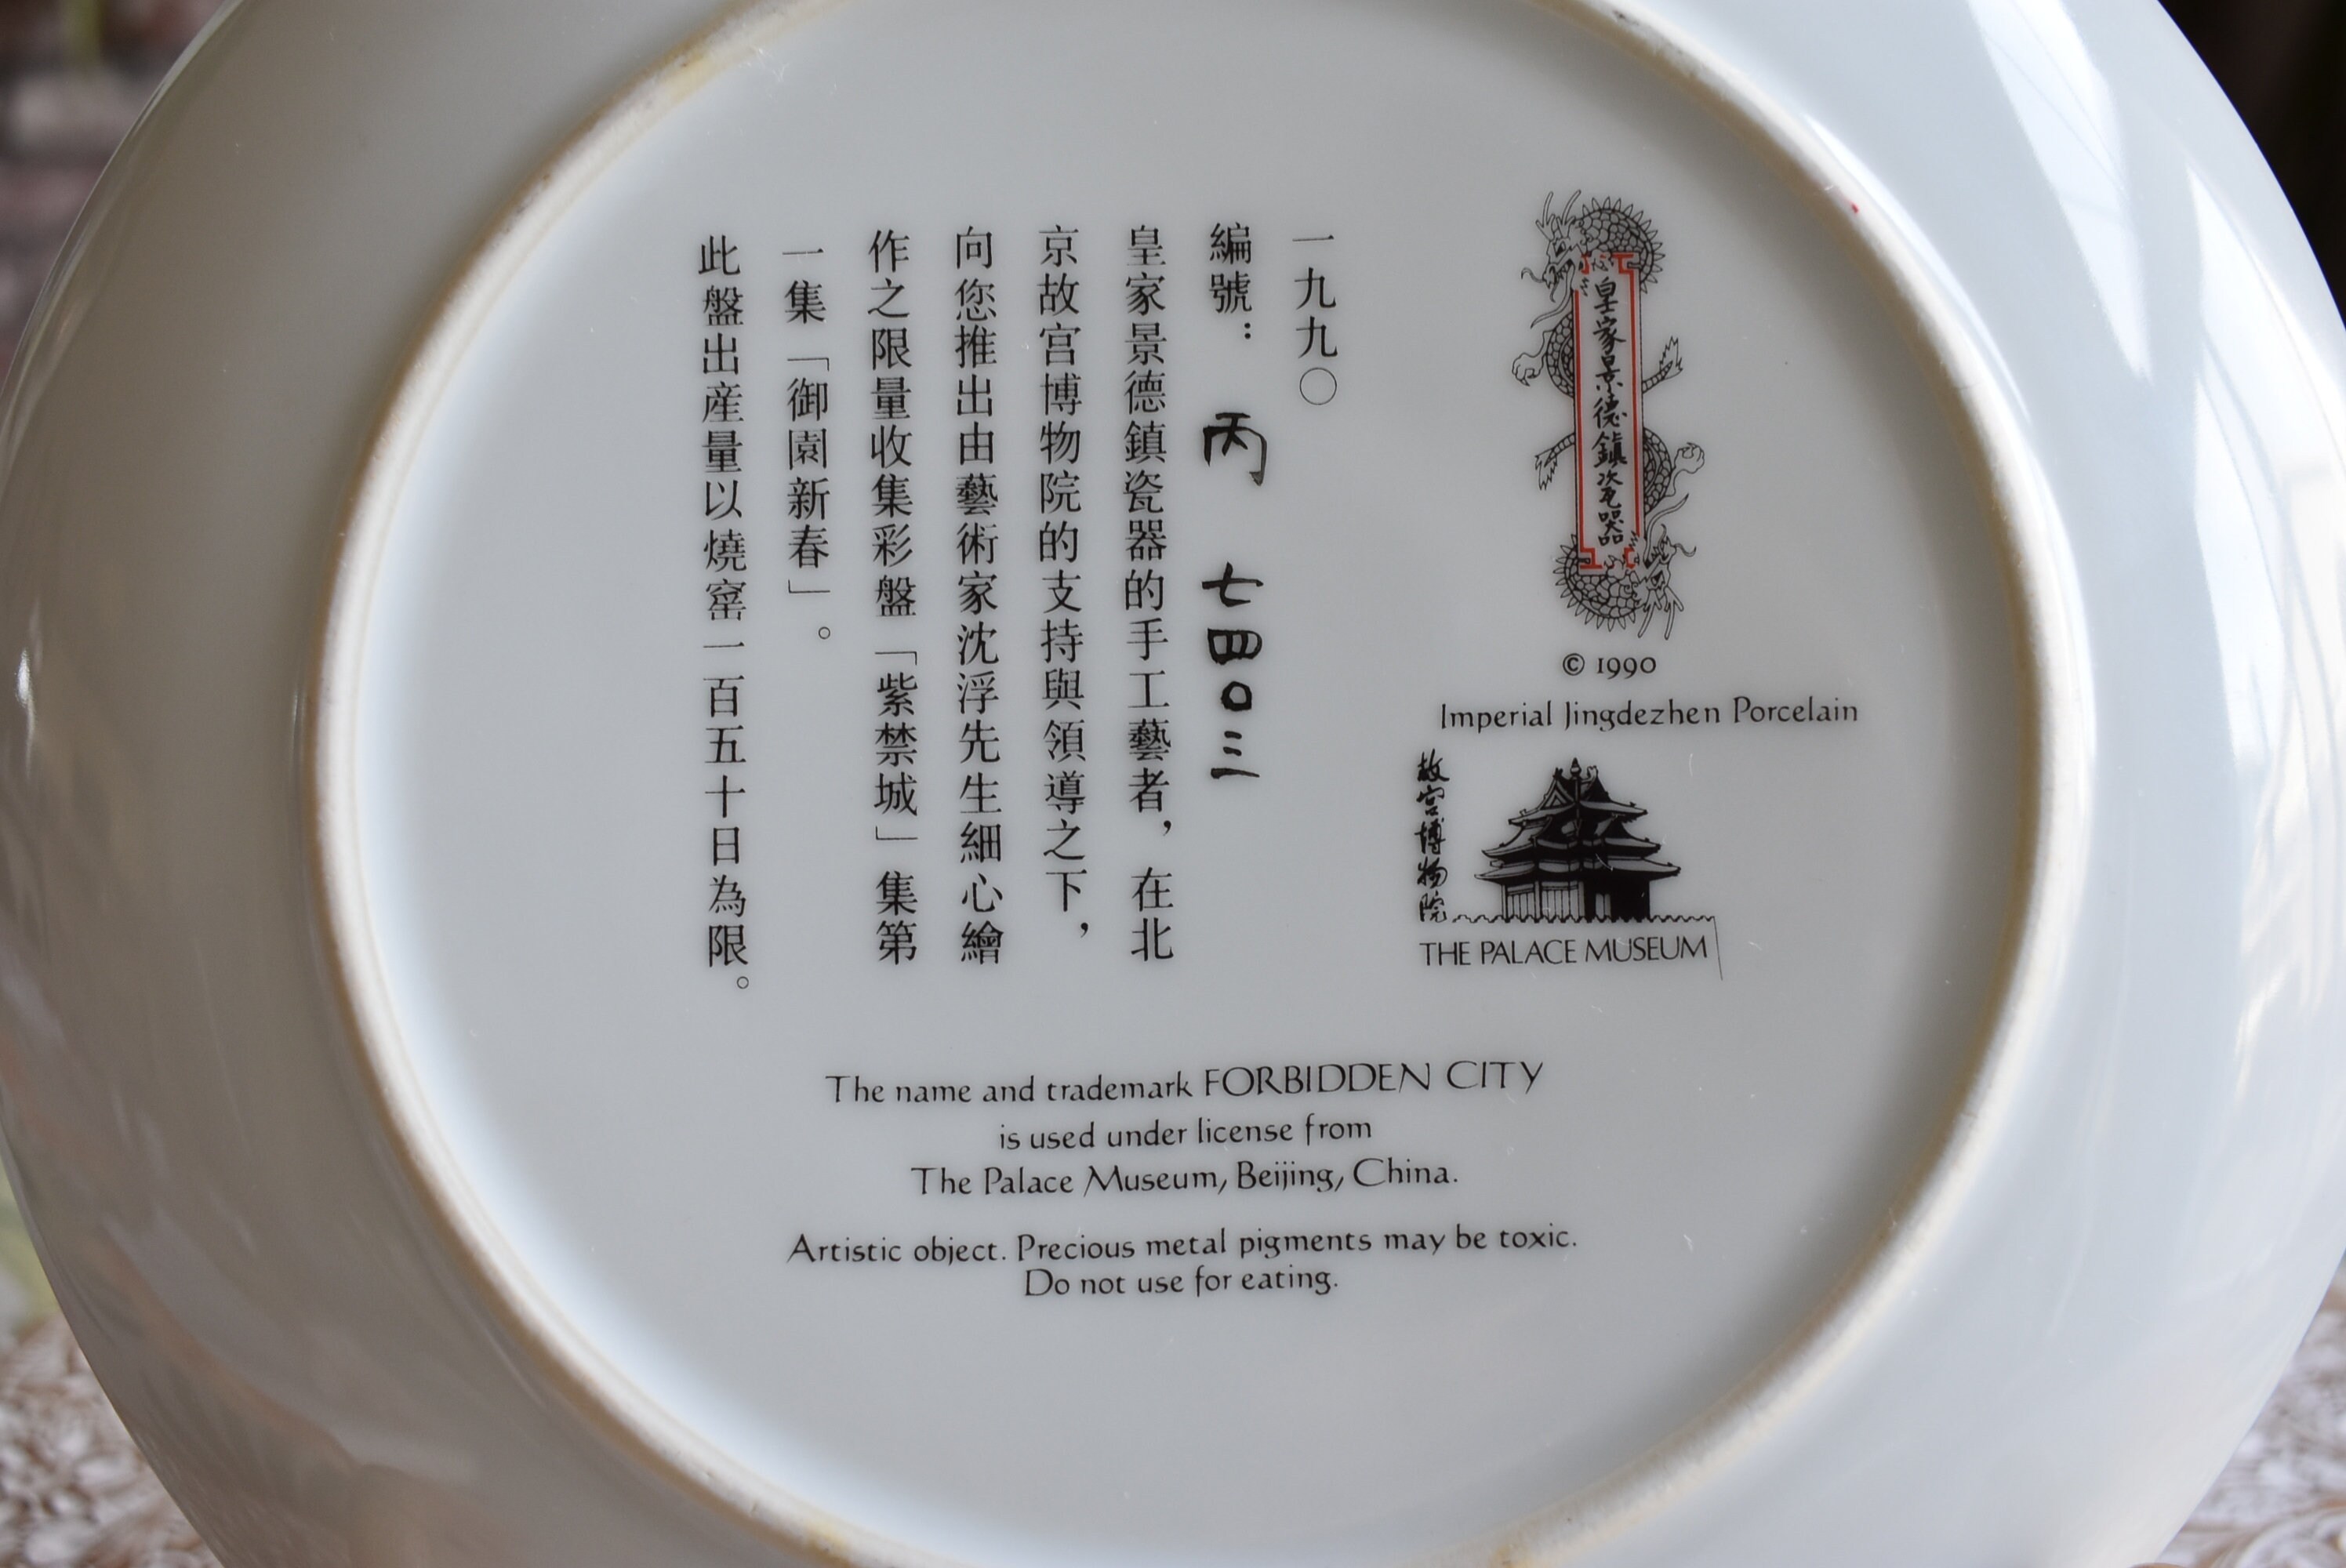 皇家景德鎮瓷器
© 1990
Imperial Jingdezhen Porcelain
故宮博物院
THE PALACE MUSEUM
一九九〇
編號： 丙 七四〇三
皇家景德鎮瓷器的手工藝者，在北
京故宮博物院的支持與領導之下，
向您推出由藝術家沈浮先生細心繪
作之限量收集彩盤「紫禁城」集第
一集「御園新春」。
此盤出産量以燒窰一百五十日為限。
The name and trademark FORBIDDEN CITY
is used under license from
The Palace Museum, Beijing, China.
Artistic object. Precious metal pigments may be toxic.
Do not use for eating.